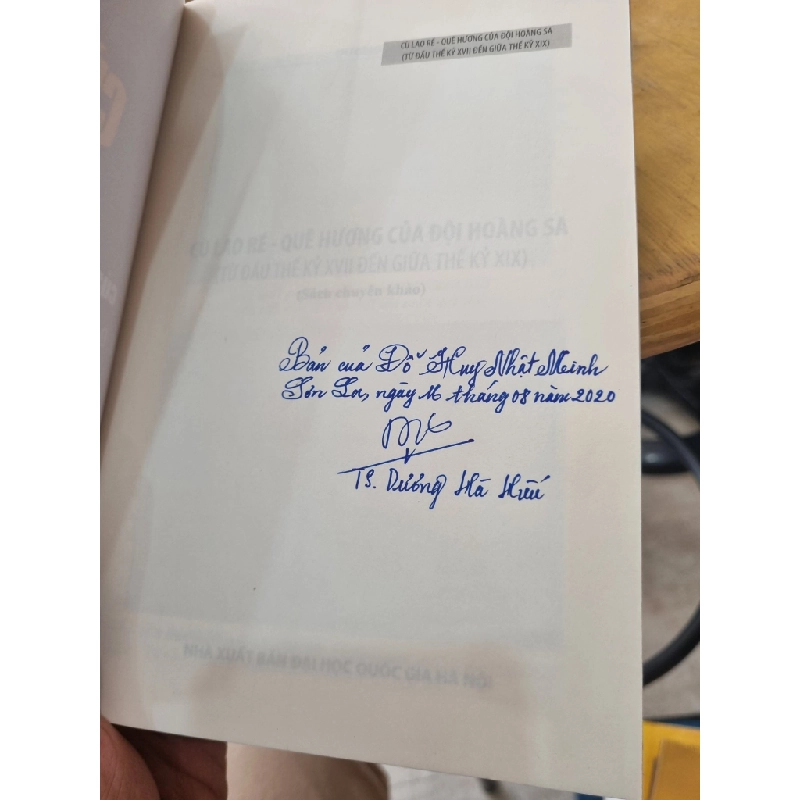 CÙ LAO RÉ - QUÊ HƯƠNG CỦA ĐỘI HOÀNG SA
(TỪ ĐẦU THẾ KỶ XVII ĐẾN GIỮA THẾ KỶ XIX)
CÙ LAO RÉ - QUÊ HƯƠNG CỦA ĐỘI HOÀNG SA
(TỪ ĐẦU THẾ KỶ XVII ĐẾN GIỮA THẾ KỶ XIX)
(Sách chuyên khảo)
Bản của Đỗ Huy Nhật Minh
Sơn La, ngày 16 tháng 08 năm 2020
TS. Dương Hà Hiếu
NHÀ XUẤT BẢN ĐẠI HỌC QUỐC GIA HÀ NỘI